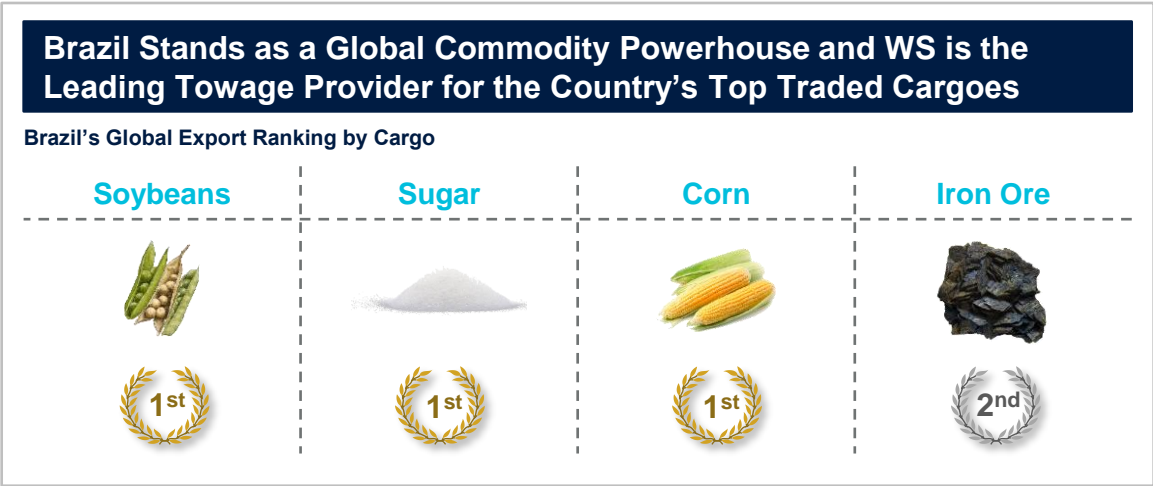 Brazil Stands as a Global Commodity Powerhouse and WS is the
Leading Towage Provider for the Country's Top Traded Cargoes
Brazil's Global Export Ranking by Cargo
Soybeans
Sugar
Corn
Iron Ore
1st
1st
1st
2nd